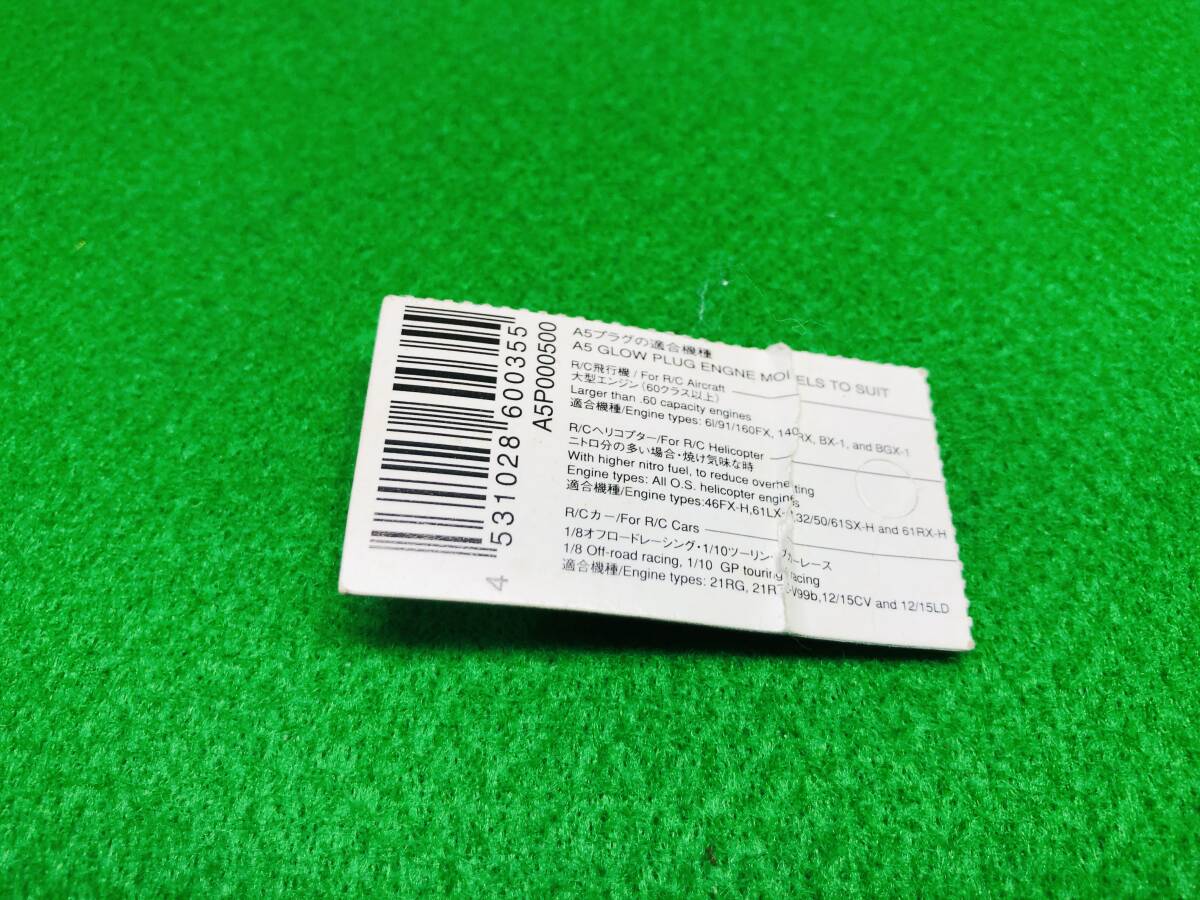 4 531028 600355
A5P000500
A5プラグの適合機種
A5 GLOW PLUG ENGNE MO ELS TO SUIT
R/C飛行機 / For R/C Aircraft
大型エンジン(60クラス以上)
Larger than .60 capacity engines
適合機種/Engine types: 6I/91/160FX, 140RX, BX-1, and BGX-1
R/Cヘリコプター/For R/C Helicopter
ニトロ分の多い場合・焼け気味な時
With higher nitro fuel, to reduce overheating
Engine types: All O.S. helicopter engines
適合機種/Engine types:46FX-H,61LX- 32/50/61SX-H and 61RX-H
R/Cカー/For R/C Cars
1/8オフロードレーシング・1/10ツーリングカーレース
1/8 Off-road racing, 1/10 GP touring racing
適合機種/Engine types: 21RG, V99b,12/15CV and 12/15LD